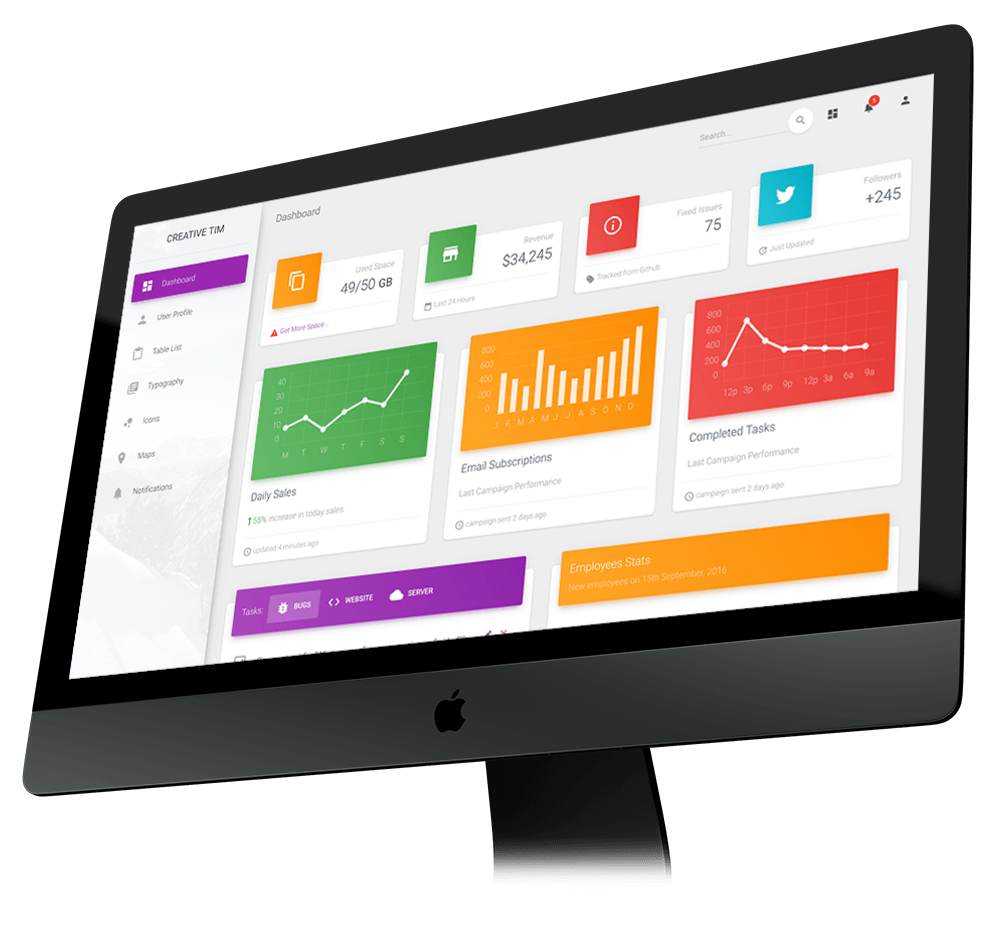 Search...
5
CREATIVE TIM
Dashboard
User Profile
Table List
Typography
Icons
Maps
Notifications
Dashboard
Used Space
49/50 GB
Get More Space...
Revenue
$34,245
Last 24 Hours
Fixed Issues
75
Tracked from Github
Followers
+245
Just Updated
40
30
20
10
0
M T W T F S S
Daily Sales
55% increase in today sales.
updated 4 minutes ago
800
600
400
200
0
J F M A M J J A S O N D
Email Subscriptions
Last Campaign Performance
campaign sent 2 days ago
800
600
400
200
0
12p 3p 6p 9p 12p 3a 6a 9a
Completed Tasks
Last Campaign Performance
campaign sent 2 days ago
Tasks: BUGS WEBSITE SERVER
Employees Stats
New employees on 15th September, 2016